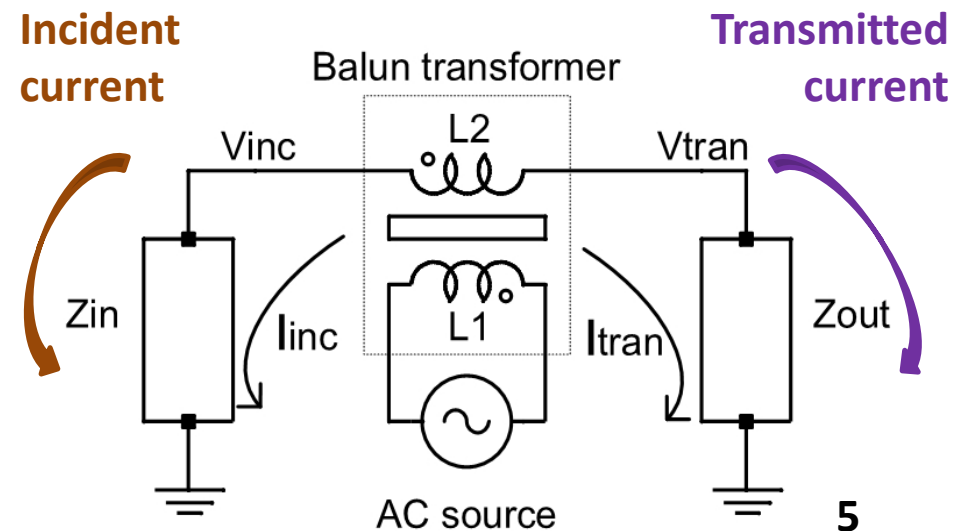 Incident
current
Transmitted
current
Balun transformer
L2
Vinc
Vtran
Zin
Iinc
L1
Itran
Zout
AC source
5